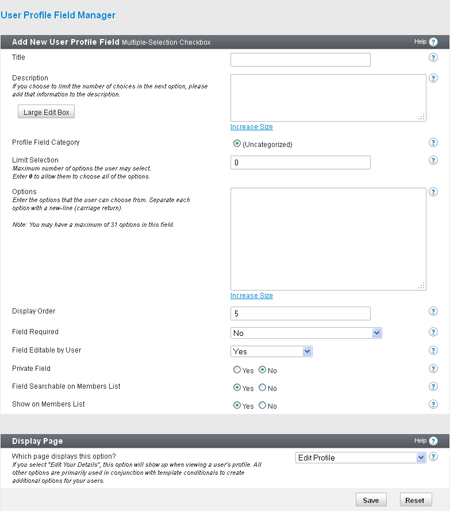 User Profile Field Manager
Add New User Profile Field Multiple-Selection Checkbox
Help ?
Title
?
Description
?
If you choose to limit the number of choices in the next option, please
add that information to the description.
Large Edit Box
Increase Size
Profile Field Category
(Uncategorized)
?
Limit Selection
0
?
Maximum number of options the user may select.
Enter 0 to allow them to choose all of the options.
Options
?
Enter the options that the user can choose from. Separate each
option with a new-line (carriage return).
Note: You may have a maximum of 31 options in this field.
Increase Size
Display Order
5
?
Field Required
No
?
Field Editable by User
Yes
?
Private Field
Yes No
?
Field Searchable on Members List
Yes No
?
Show on Members List
Yes No
?
Display Page
Help ?
Which page displays this option?
Edit Profile
?
If you select "Edit Your Details", this option will show up when viewing a user's profile. All
other options are primarily used in conjunction with template conditionals to create
additional options for your users.
Save Reset